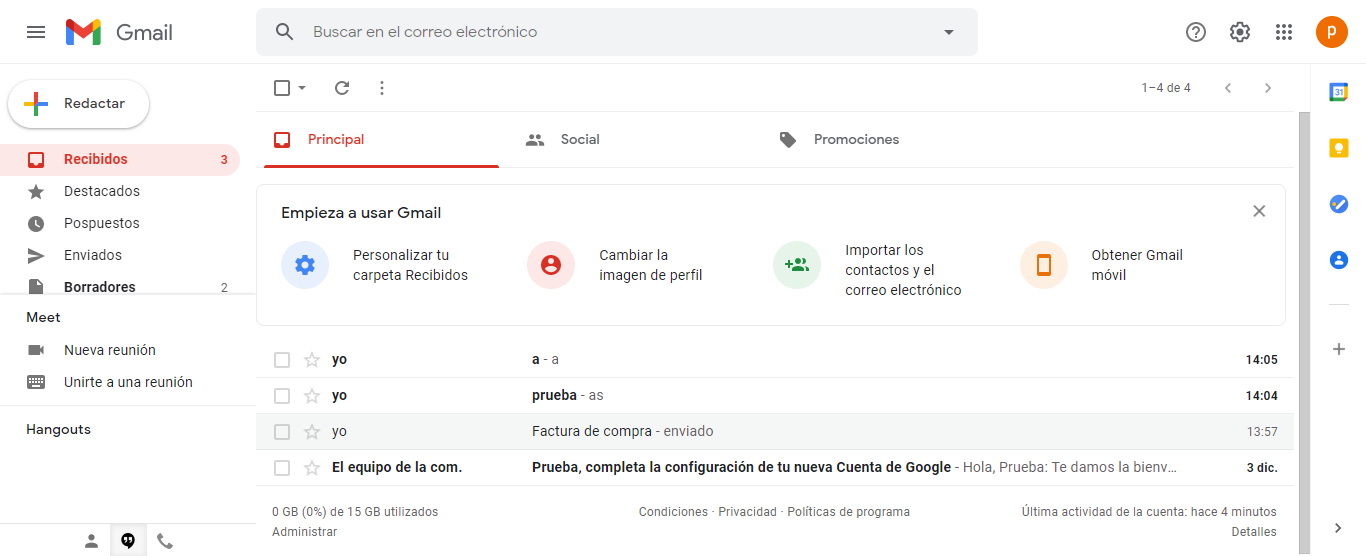 Gmail
Buscar en el correo electrónico
p
Redactar
1–4 de 4
31
Principal
Social
Promociones
Recibidos 3
Destacados
Pospuestos
Enviados
Borradores 2
Meet
Nueva reunión
Unirte a una reunión
Hangouts
Empieza a usar Gmail
Personalizar tu
carpeta Recibidos
Cambiar la
imagen de perfil
Importar los
contactos y el
correo electrónico
Obtener Gmail
móvil
yo a - a 14:05
yo prueba - as 14:04
yo Factura de compra - enviado 13:57
El equipo de la com. Prueba, completa la configuración de tu nueva Cuenta de Google - Hola, Prueba: Te damos la bienv… 3 dic.
0 GB (0%) de 15 GB utilizados
Administrar
Condiciones · Privacidad · Políticas de programa
Última actividad de la cuenta: hace 4 minutos
Detalles